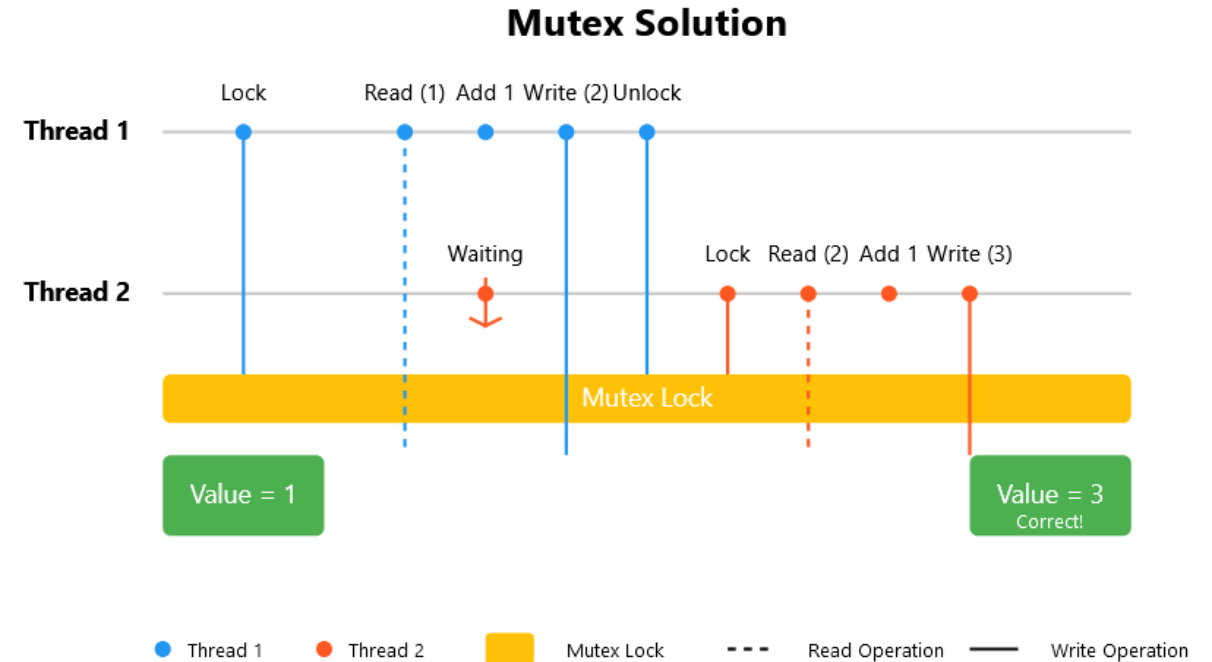 Mutex Solution
Lock Read (1) Add 1 Write (2) Unlock
Thread 1
Waiting Lock Read (2) Add 1 Write (3)
Thread 2
Mutex Lock
Value = 1 Value = 3
Correct!
Thread 1 Thread 2 Mutex Lock Read Operation Write Operation